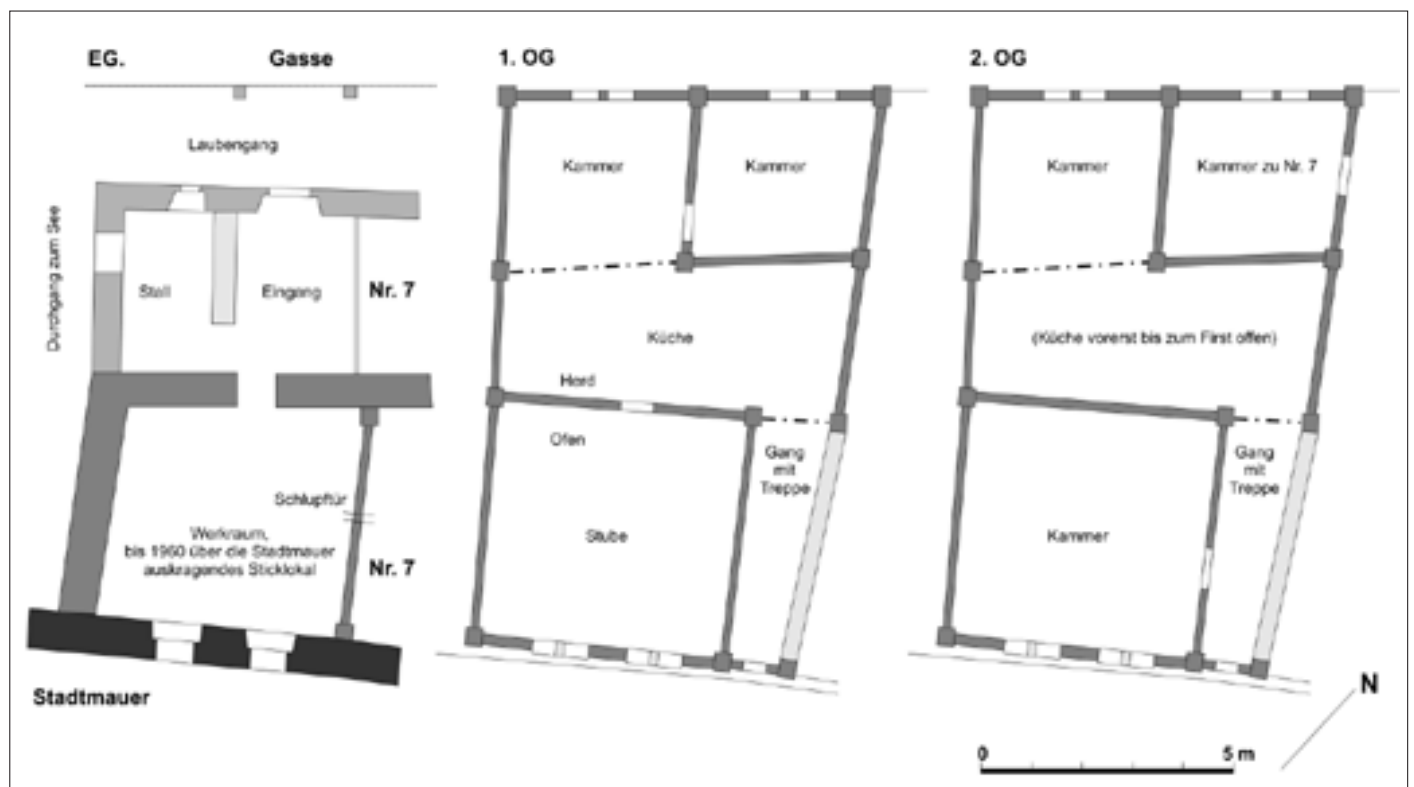 EG.
Gasse
Laubengang
Durchgang zum See
Stall
Eingang
Nr. 7
Schlupftür
Werkraum,
bis 1960 über die Stadtmauer
auskragendes Sticklokal
Nr. 7
Stadtmauer
1. OG
Kammer
Kammer
Küche
Herd
Ofen
Gang
mit
Treppe
Stube
2. OG
Kammer
Kammer zu Nr. 7
(Küche vorerst bis zum First offen)
Gang
mit
Treppe
Kammer
N
0
5 m